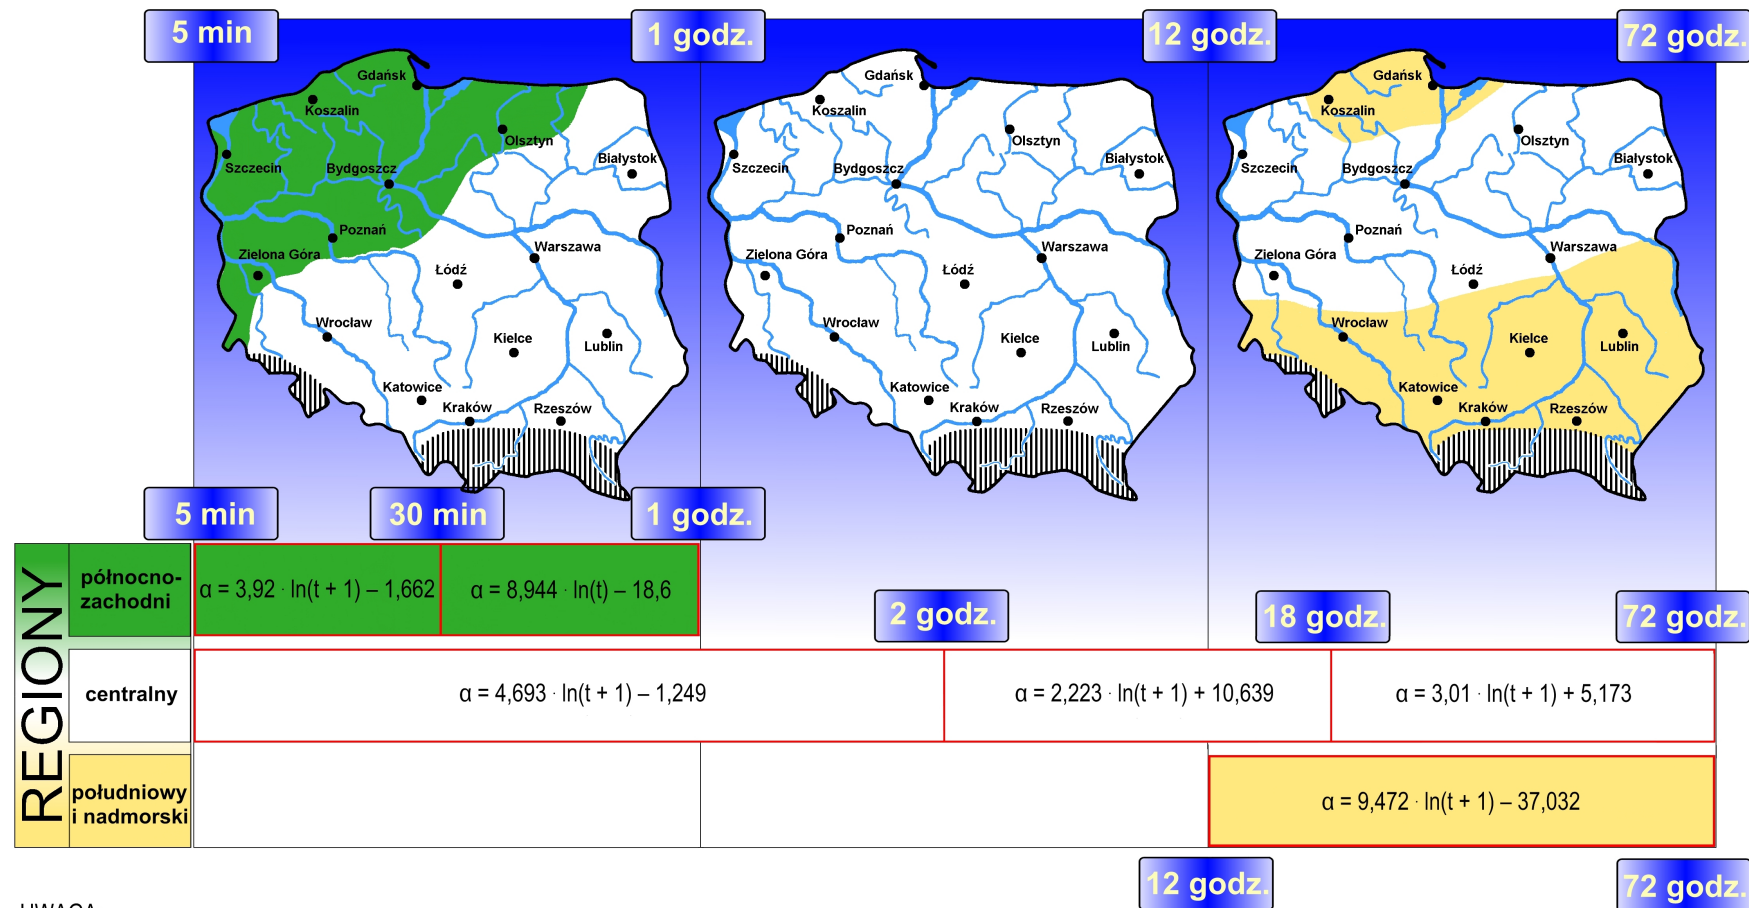 5 min
1 godz.
12 godz.
72 godz.
Gdańsk
Koszalin
Olsztyn
Białystok
Szczecin
Bydgoszcz
Poznań
Warszawa
Zielona Góra
Łódź
Wrocław
Kielce
Lublin
Katowice
Kraków
Rzeszów
Gdańsk
Koszalin
Olsztyn
Białystok
Szczecin
Bydgoszcz
Poznań
Warszawa
Zielona Góra
Łódź
Wrocław
Kielce
Lublin
Katowice
Kraków
Rzeszów
Gdańsk
Koszalin
Olsztyn
Białystok
Szczecin
Bydgoszcz
Poznań
Warszawa
Zielona Góra
Łódź
Wrocław
Kielce
Lublin
Katowice
Kraków
Rzeszów
5 min
30 min
1 godz.
REGIONY
północno-
zachodni
α = 3,92 · ln(t + 1) – 1,662
α = 8,944 · ln(t) – 18,6
2 godz.
18 godz.
72 godz.
centralny
α = 4,693 · ln(t + 1) – 1,249
α = 2,223 · ln(t + 1) + 10,639
α = 3,01 · ln(t + 1) + 5,173
południowy
i nadmorski
α = 9,472 · ln(t + 1) – 37,032
12 godz.
72 godz.
UWAGA